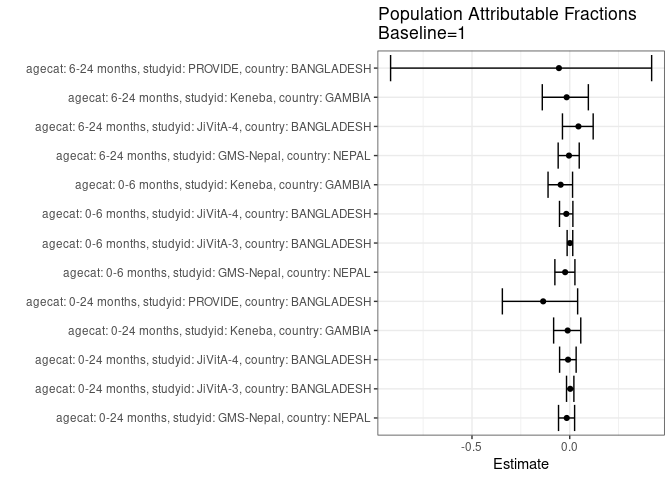 Population Attributable Fractions
Baseline=1
agecat: 6-24 months, studyid: PROVIDE, country: BANGLADESH
agecat: 6-24 months, studyid: Keneba, country: GAMBIA
agecat: 6-24 months, studyid: JiVitA-4, country: BANGLADESH
agecat: 6-24 months, studyid: GMS-Nepal, country: NEPAL
agecat: 0-6 months, studyid: Keneba, country: GAMBIA
agecat: 0-6 months, studyid: JiVitA-4, country: BANGLADESH
agecat: 0-6 months, studyid: JiVitA-3, country: BANGLADESH
agecat: 0-6 months, studyid: GMS-Nepal, country: NEPAL
agecat: 0-24 months, studyid: PROVIDE, country: BANGLADESH
agecat: 0-24 months, studyid: Keneba, country: GAMBIA
agecat: 0-24 months, studyid: JiVitA-4, country: BANGLADESH
agecat: 0-24 months, studyid: JiVitA-3, country: BANGLADESH
agecat: 0-24 months, studyid: GMS-Nepal, country: NEPAL
-0.5 0.0
Estimate